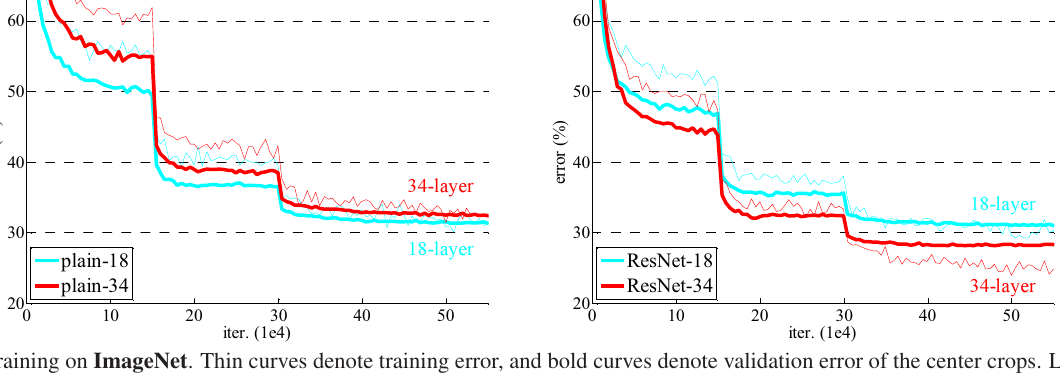 60
50
40
30
20
0 10 20 30 40 50
iter. (1e4)
34-layer
18-layer
plain-18
plain-34
60
50
40
30
20
error (%)
0 10 20 30 40 50
iter. (1e4)
18-layer
34-layer
ResNet-18
ResNet-34
raining on ImageNet. Thin curves denote training error, and bold curves denote validation error of the center crops. L